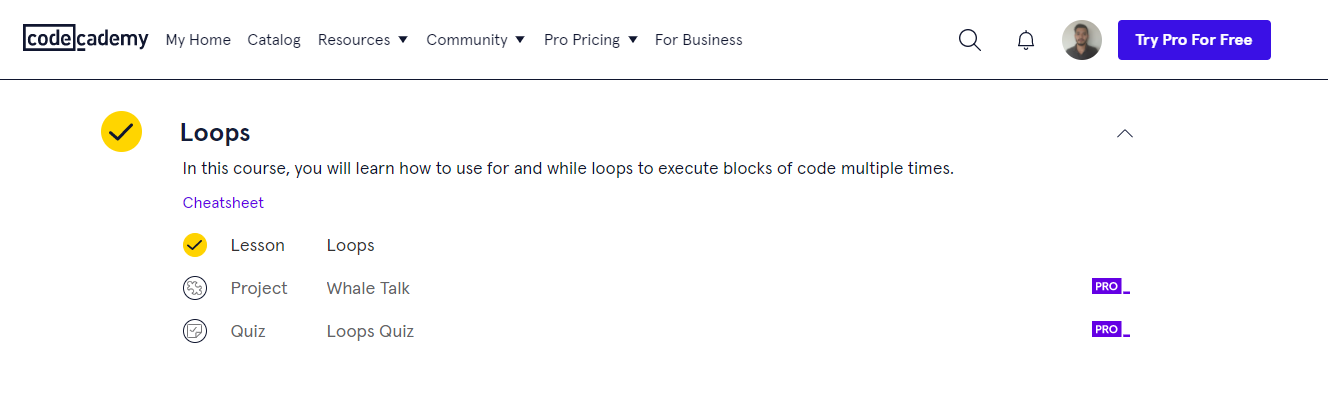 codecademy My Home Catalog Resources Community Pro Pricing For Business Try Pro For Free
Loops
In this course, you will learn how to use for and while loops to execute blocks of code multiple times.
Cheatsheet
Lesson Loops
Project Whale Talk PRO
Quiz Loops Quiz PRO